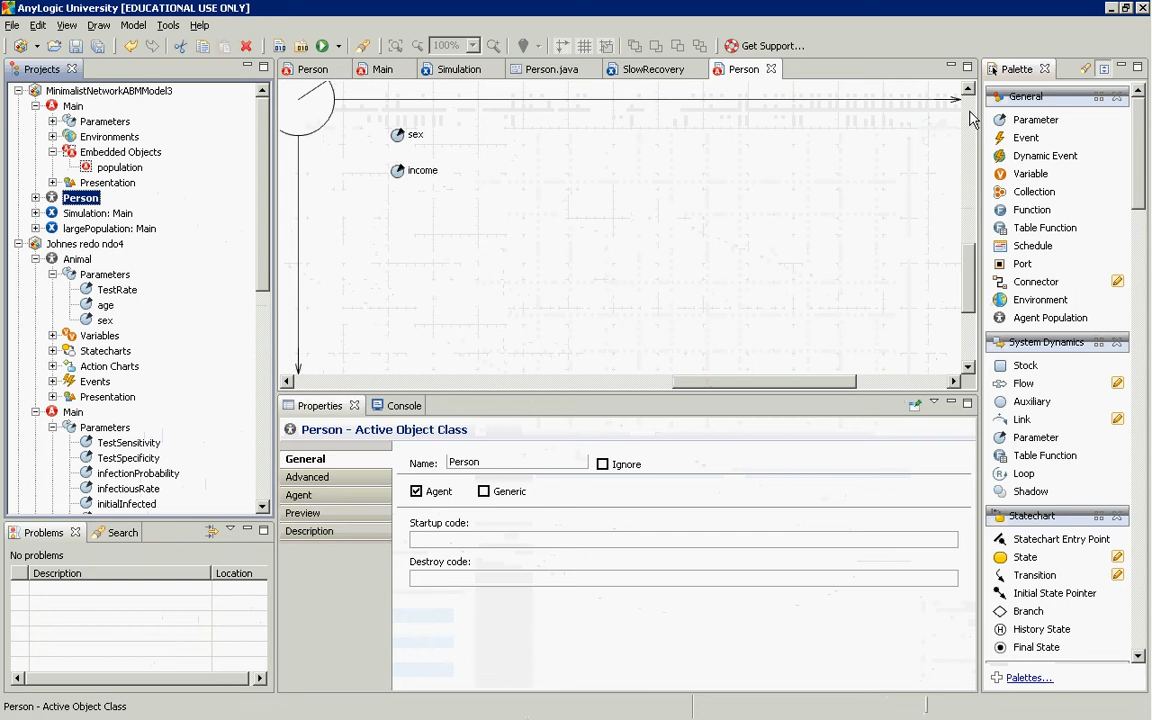 AnyLogic University [EDUCATIONAL USE ONLY]
File Edit View Draw Model Tools Help
100% Get Support...
Projects
MinimalistNetworkABMModel3
Main
Parameters
Environments
Embedded Objects
population
Presentation
Person
Simulation: Main
largePopulation: Main
Johnes redo ndo4
Animal
Parameters
TestRate
age
sex
Variables
Statecharts
Action Charts
Events
Presentation
Main
Parameters
TestSensitivity
TestSpecificity
infectionProbability
infectiousRate
initialInfected
Problems Search
No problems
Description Location
Person Main Simulation Person.java SlowRecovery Person
sex
income
Properties Console
Person - Active Object Class
General
Advanced
Agent
Preview
Description
Name: Person Ignore
Agent Generic
Startup code:
Destroy code:
Palette
General
Parameter
Event
Dynamic Event
Variable
Collection
Function
Table Function
Schedule
Port
Connector
Environment
Agent Population
System Dynamics
Stock
Flow
Auxiliary
Link
Parameter
Table Function
Loop
Shadow
Statechart
Statechart Entry Point
State
Transition
Initial State Pointer
Branch
History State
Final State
Palettes...
Person - Active Object Class